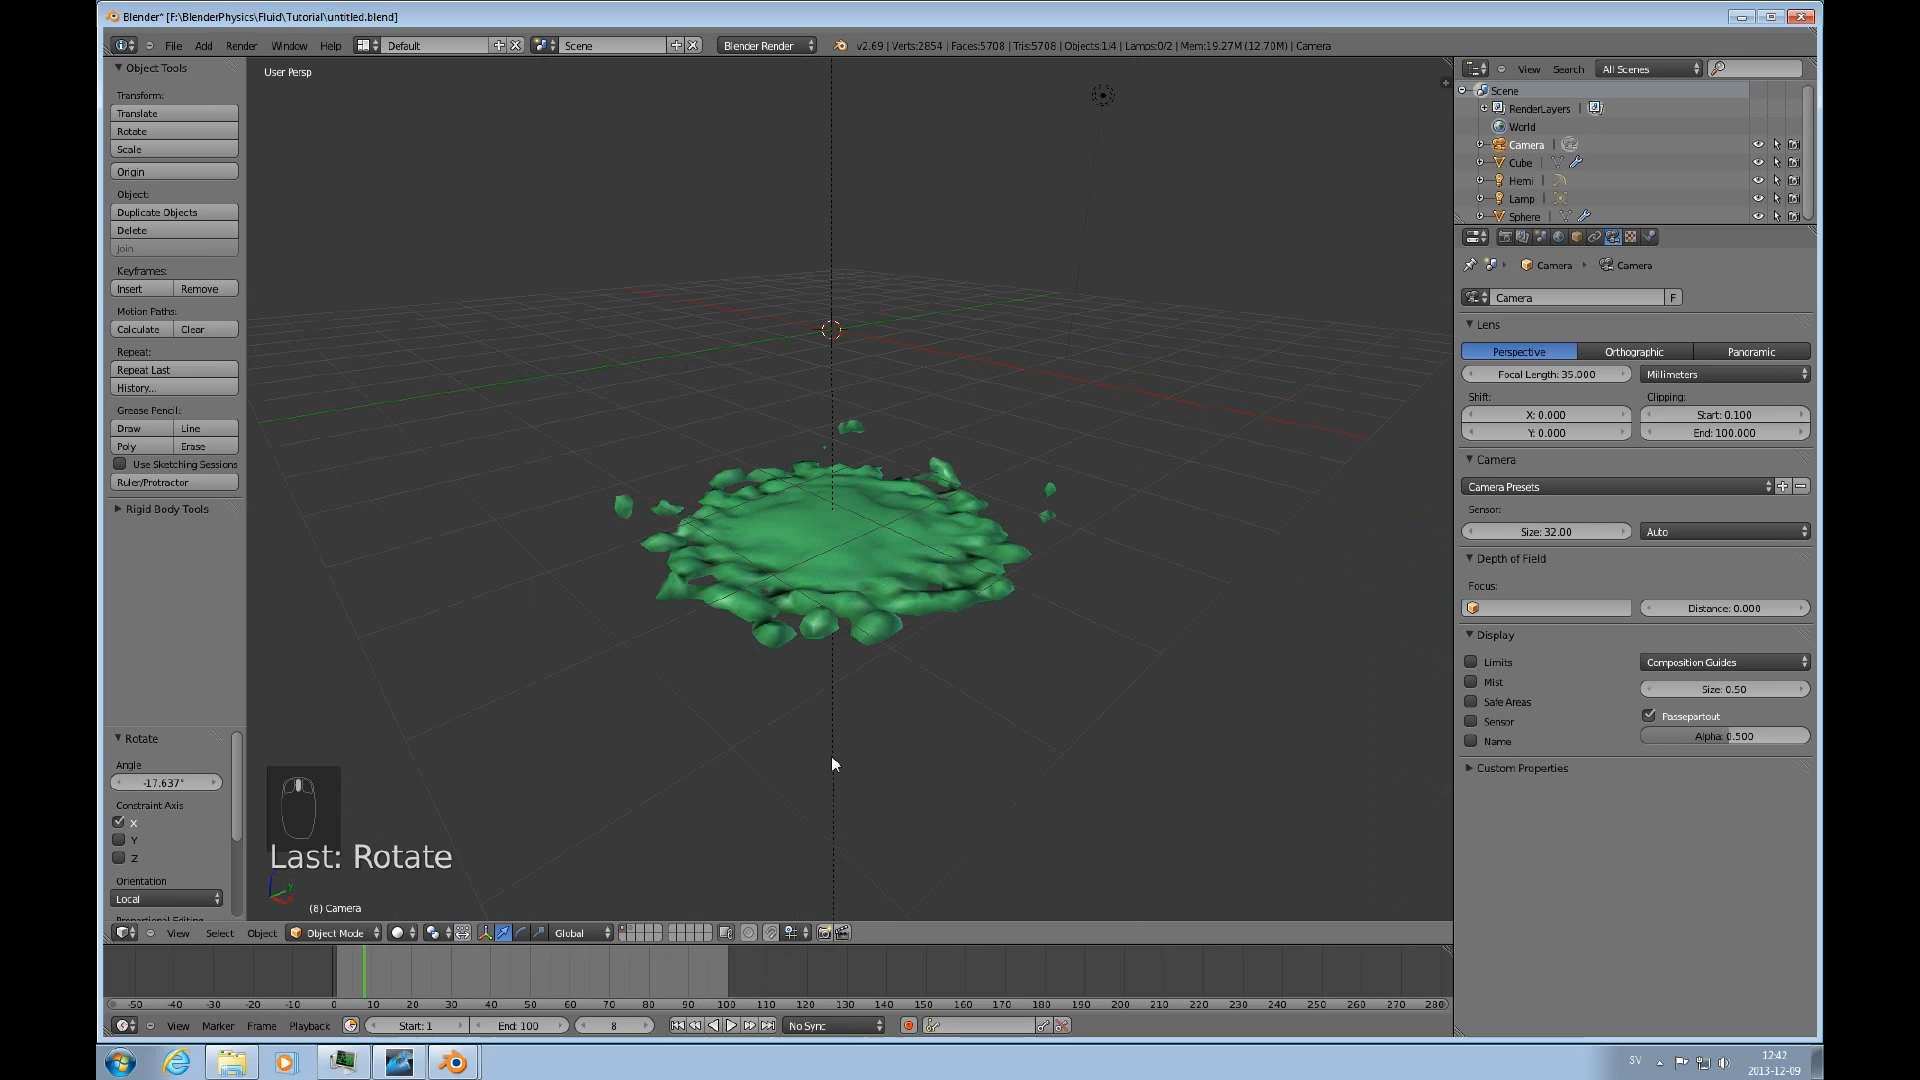 Blender* [F:\BlenderPhysics\Fluid\Tutorial\untitled.blend]
File Add Render Window Help Default Scene Blender Render v2.69 | Verts:2854 | Faces:5708 | Tris:5708 | Objects:1/4 | Lamps:0/2 | Mem:19.27M (12.70M) | Camera
Object Tools
Transform:
Translate
Rotate
Scale
Origin
Object:
Duplicate Objects
Delete
Join
Keyframes:
Insert Remove
Motion Paths:
Calculate Clear
Repeat:
Repeat Last
History...
Grease Pencil:
Draw Line
Poly Erase
Use Sketching Sessions
Ruler/Protractor
Rigid Body Tools
Rotate
Angle
-17.637°
Constraint Axis
X
Y
Z
Orientation
Local
User Persp
Last: Rotate
(8) Camera
View Select Object Object Mode Global
-50 -40 -30 -20 -10 0 10 20 30 40 50 60 70 80 90 100 110 120 130 140 150 160 170 180 190 200 210 220 230 240 250 260 270 280
View Marker Frame Playback Start: 1 End: 100 8 No Sync
View Search All Scenes
Scene
RenderLayers
World
Camera
Cube
Hemi
Lamp
Sphere
Camera Camera
Camera F
Lens
Perspective Orthographic Panoramic
Focal Length: 35.000 Millimeters
Shift: Clipping:
X: 0.000 Start: 0.100
Y: 0.000 End: 100.000
Camera
Camera Presets
Sensor:
Size: 32.00 Auto
Depth of Field
Focus:
Distance: 0.000
Display
Limits Composition Guides
Mist Size: 0.50
Safe Areas
Passepartout
Sensor
Alpha: 0.500
Name
Custom Properties
SV 12:42
2013-12-09